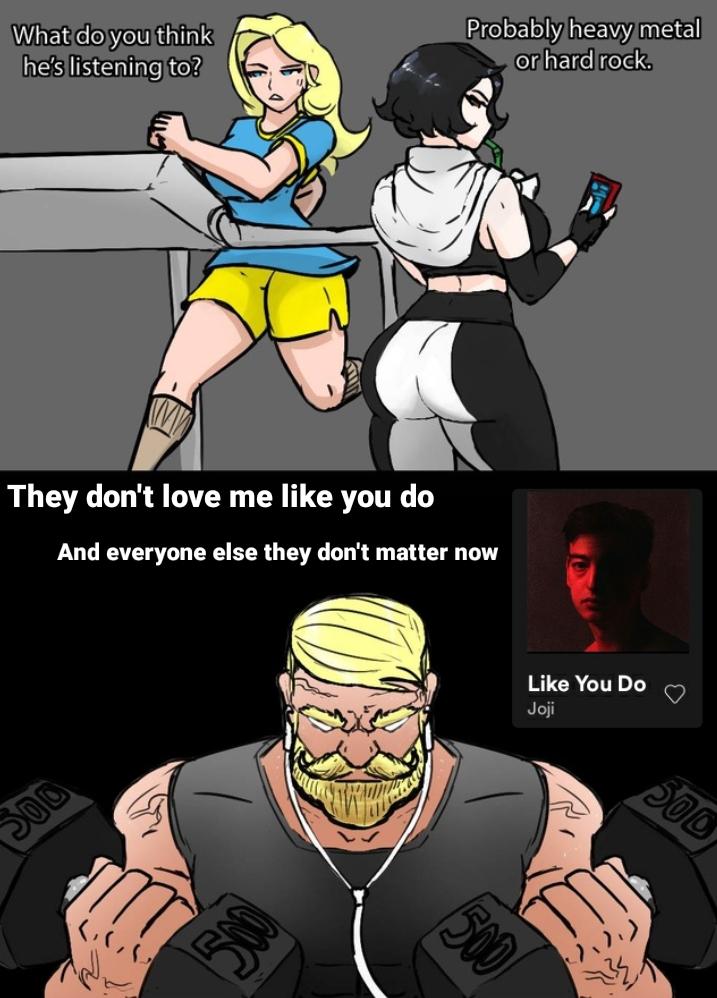 What do you think
he's listening to?
Probably heavy metal
or hard rock.
They don't love me like you do
And everyone else they don't matter now
Like You Do
Joji
500
500
500
500